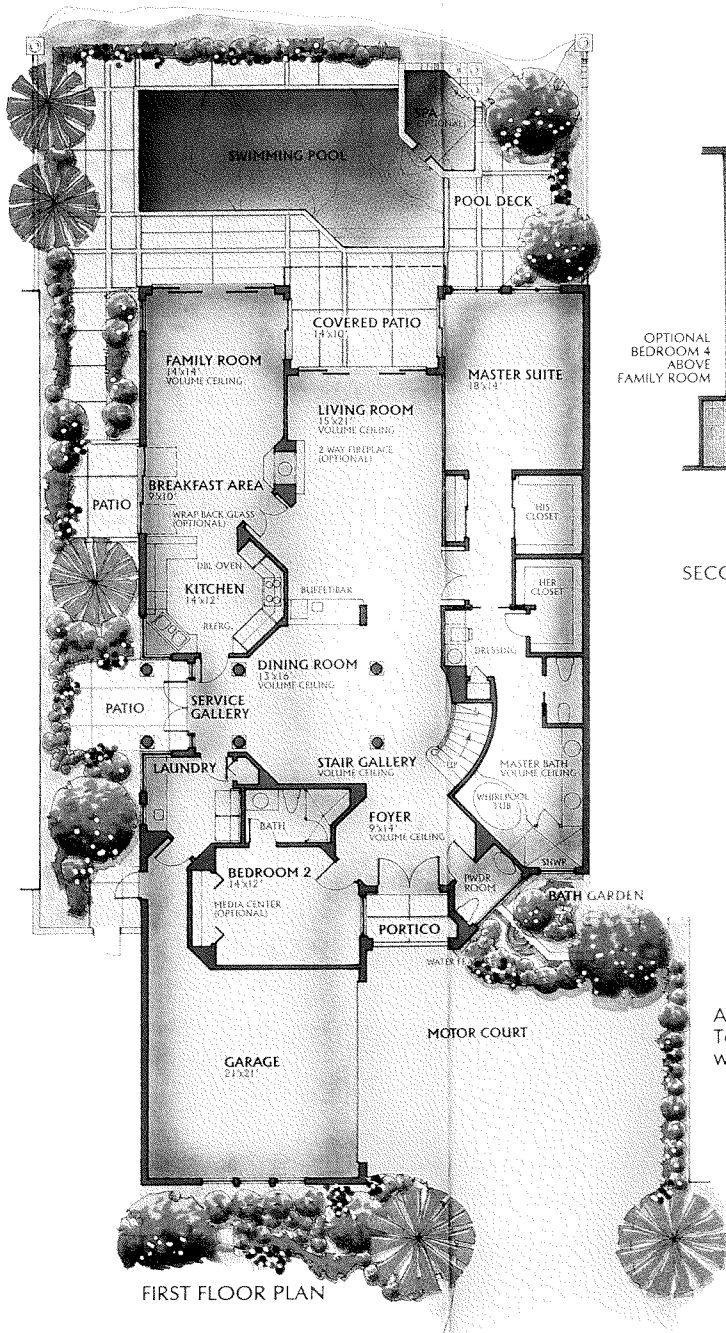 SPA
(OPTIONAL)
SWIMMING POOL
POOL DECK
COVERED PATIO
14'x10'
FAMILY ROOM
14'x14'
VOLUME CEILING
MASTER SUITE
18'x14'
OPTIONAL
BEDROOM 4
ABOVE
FAMILY ROOM
LIVING ROOM
15'x21'
VOLUME CEILING
2 WAY FIREPLACE
(OPTIONAL)
BREAKFAST AREA
9'x10'
PATIO
WRAP BACK GLASS
(OPTIONAL)
HIS
CLOSET
DBL OVEN
KITCHEN
14'x12'
BUFFET/BAR
HER
CLOSET
SECO
REFRG.
DRESSING
DINING ROOM
13'x16'
VOLUME CEILING
PATIO
SERVICE
GALLERY
STAIR GALLERY
VOLUME CEILING
UP
MASTER BATH
VOLUME CEILING
LAUNDRY
WHIRLPOOL
TUB
FOYER
9'x14'
VOLUME CEILING
BATH
SHWR
BEDROOM 2
14'x12'
PWDR
ROOM
MEDIA CENTER
(OPTIONAL)
BATH GARDEN
PORTICO
WATER
MOTOR COURT
A
T
w
GARAGE
21'x21'
FIRST FLOOR PLAN